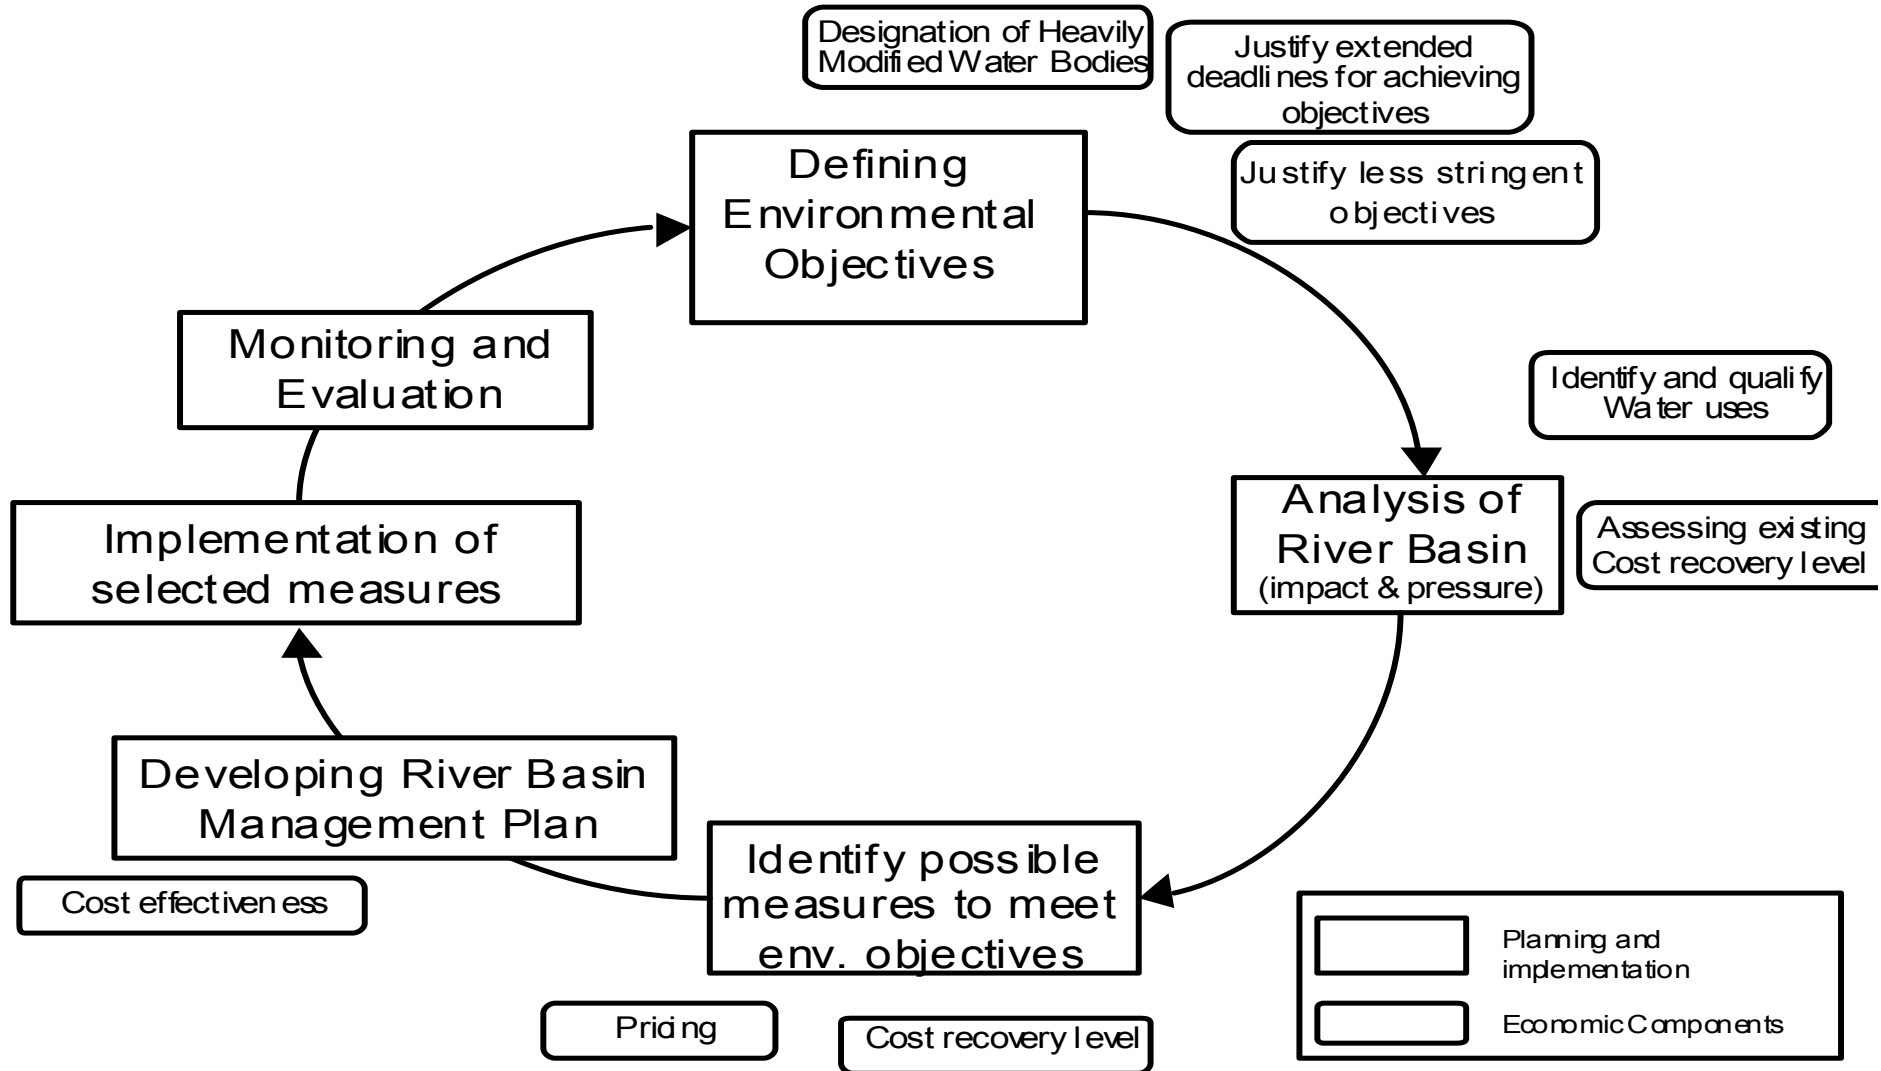 Designation of Heavily
Modified Water Bodies
Justify extended
deadlines for achieving
objectives
Justify less stringent
objectives
Defining
Environmental
Objectives
Monitoring and
Evaluation
Identify and qualify
Water uses
Analysis of
River Basin
(impact & pressure)
Assessing existing
Cost recovery level
Implementation of
selected measures
Developing River Basin
Management Plan
Identify possible
measures to meet
env. objectives
Cost effectiveness
Pricing
Cost recovery level
Planning and
implementation
Economic Components